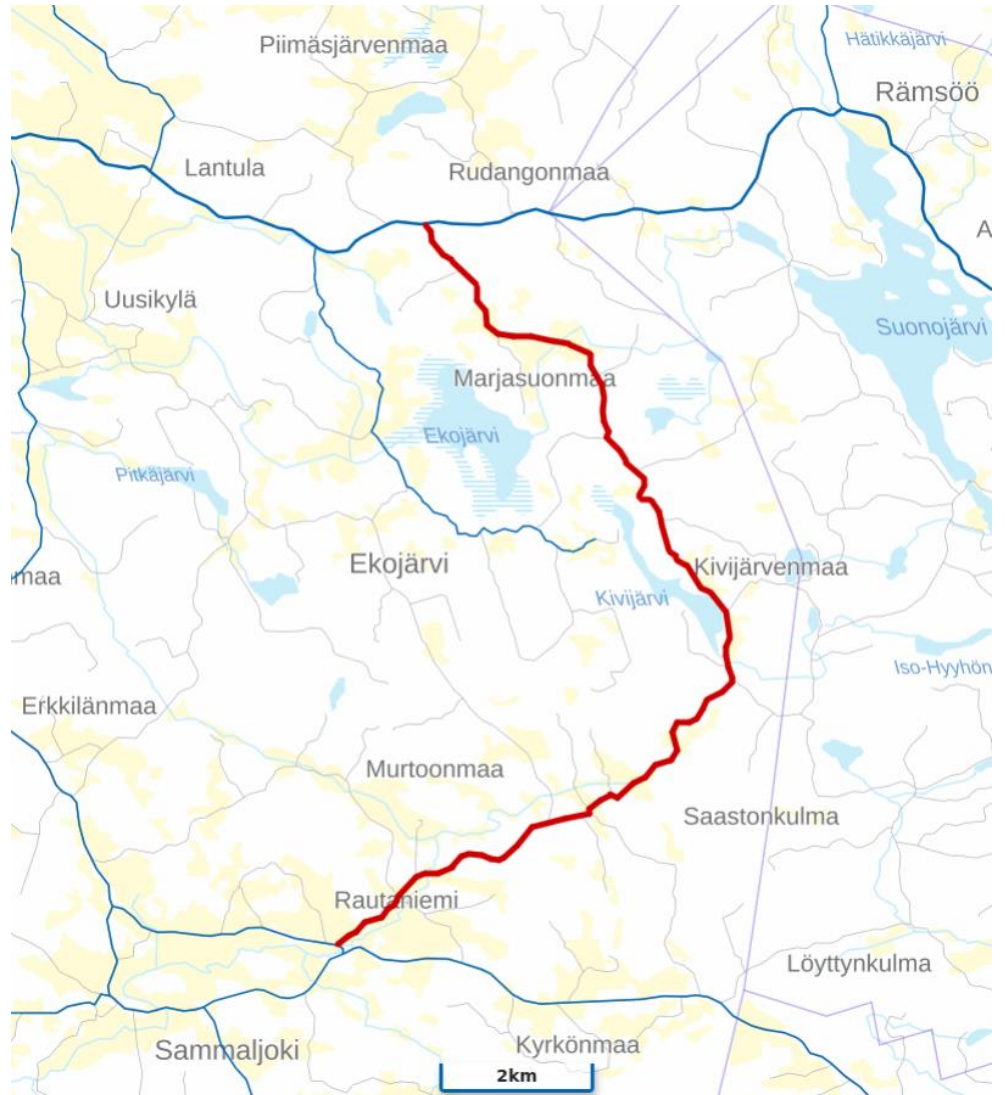 Piimäsjärvenmaa
Hätikkäjärvi
Rämsöö
Lantula
Rudangonmaa
A
Uusikylä
Suonojärvi
Marjasuonmaa
Ekojärvi
Pitkäjärvi
Ekojärvi
Kivijärvenmaa
maa
Kivijärvi
Iso-Hyyhön
Erkkilänmaa
Murtoonmaa
Saastonkulma
Rautaniemi
Löyttynkulma
Sammaljoki
Kyrkönmaa
2km